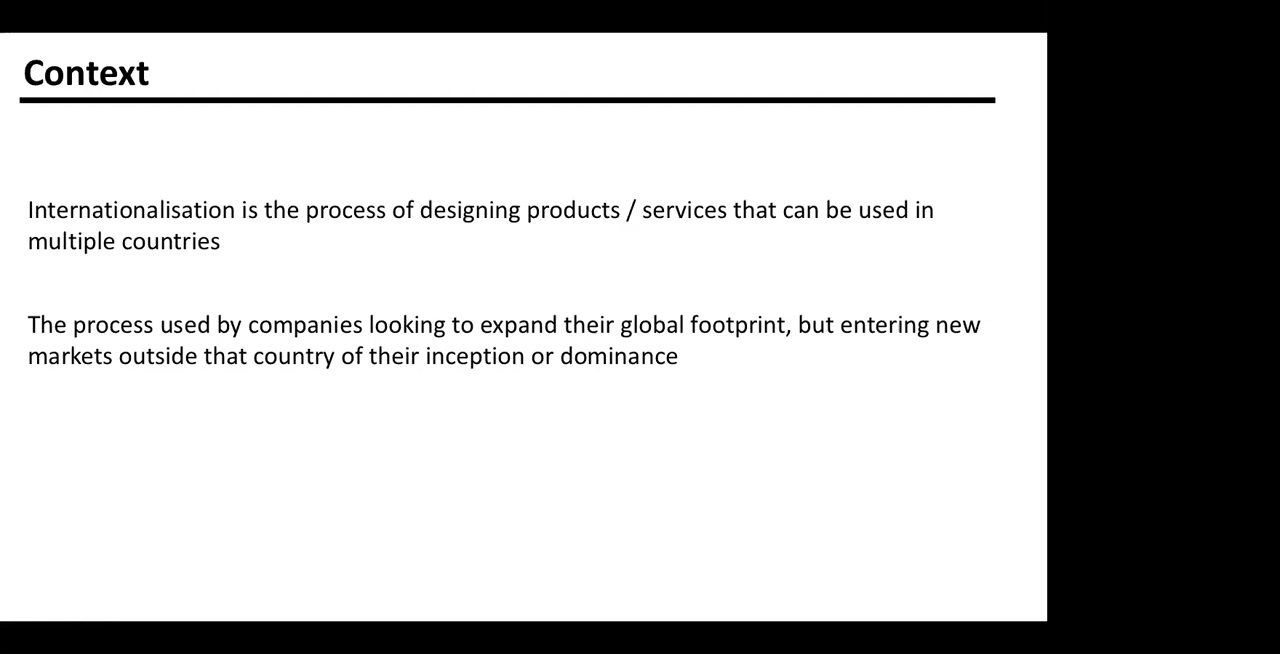 Context
Internationalisation is the process of designing products / services that can be used in
multiple countries
The process used by companies looking to expand their global footprint, but entering new
markets outside that country of their inception or dominance